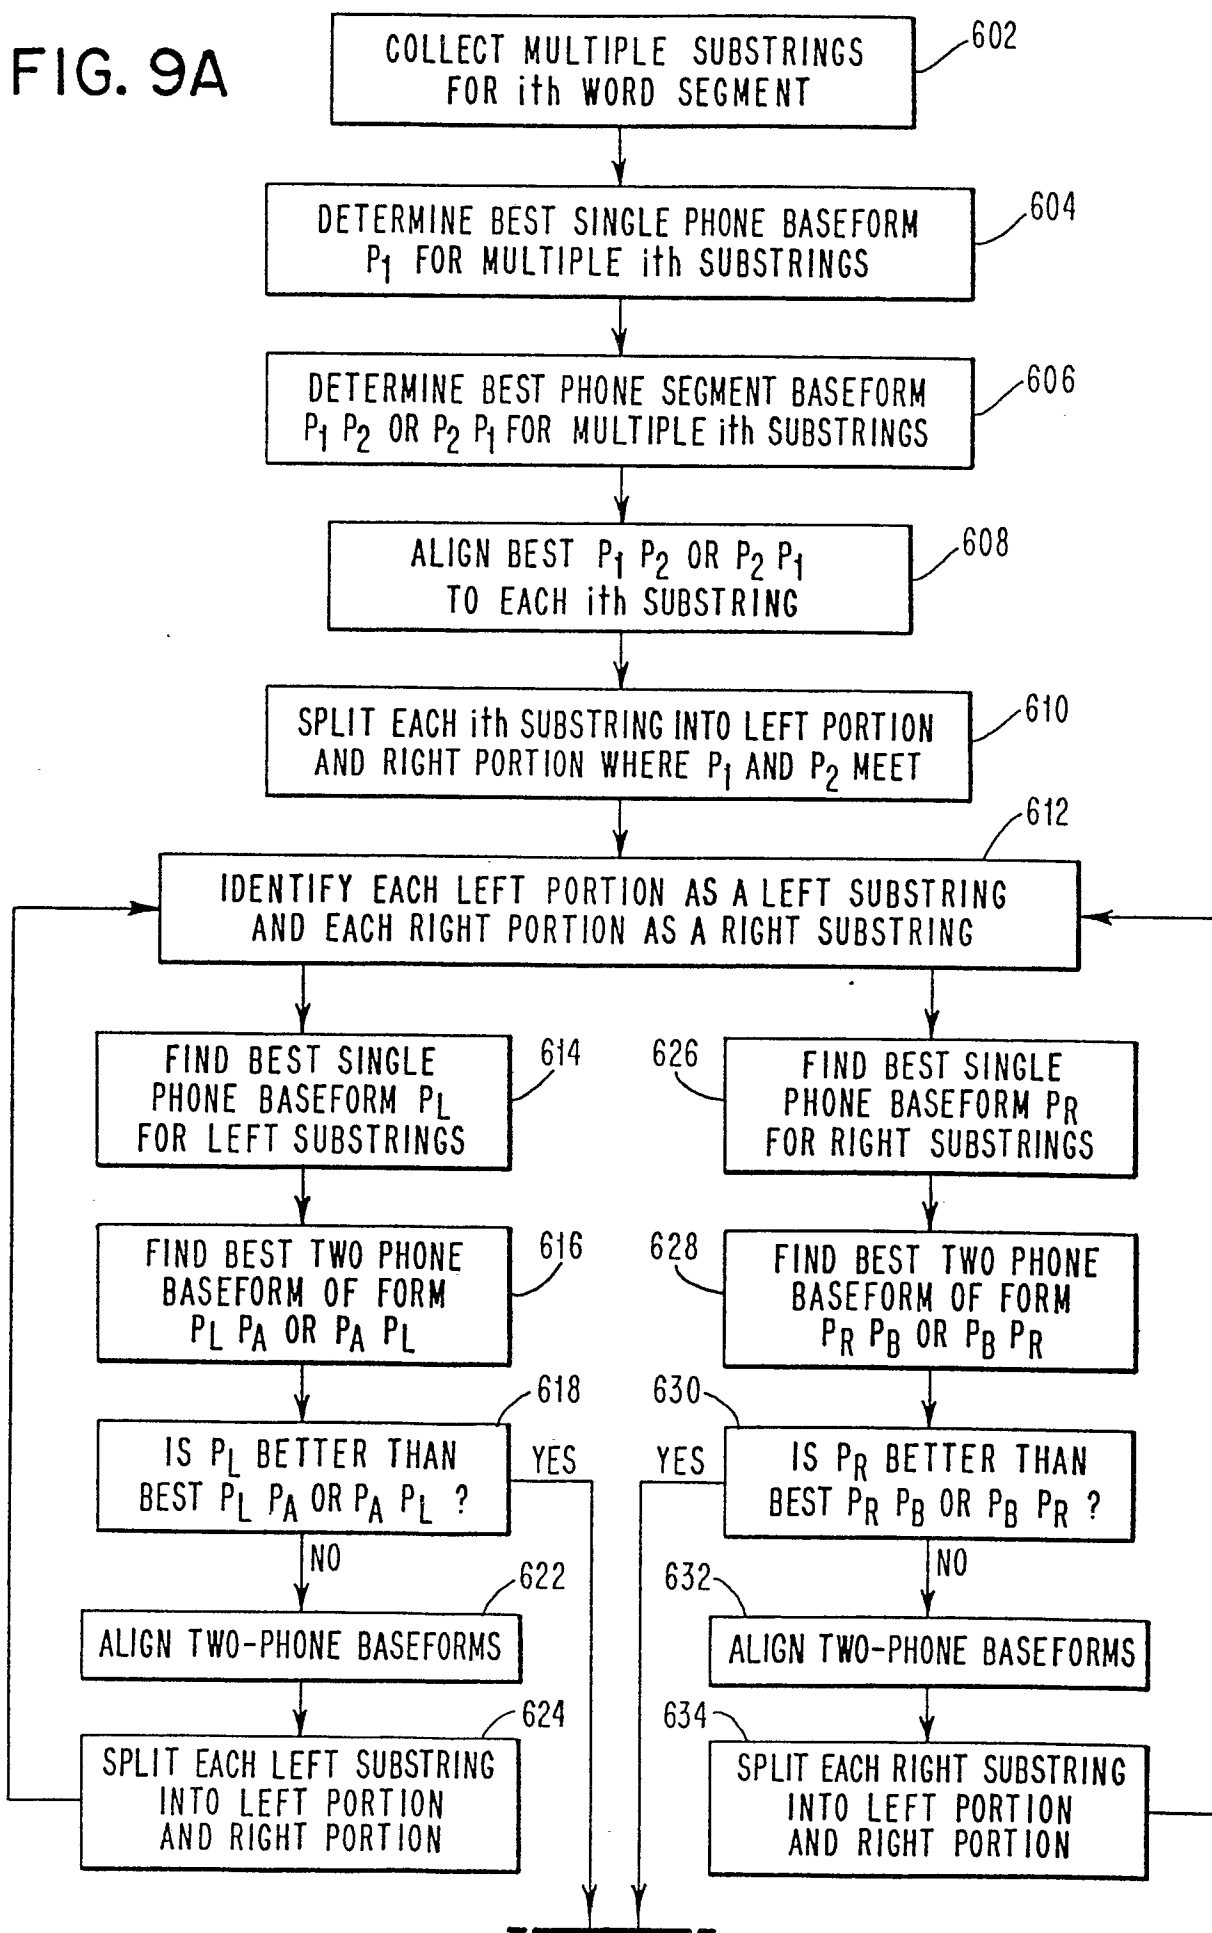 FIG. 9A
COLLECT MULTIPLE SUBSTRINGS
FOR ith WORD SEGMENT
602
DETERMINE BEST SINGLE PHONE BASEFORM
P1 FOR MULTIPLE ith SUBSTRINGS
604
DETERMINE BEST PHONE SEGMENT BASEFORM
P1 P2 OR P2 P1 FOR MULTIPLE ith SUBSTRINGS
606
ALIGN BEST P1 P2 OR P2 P1
TO EACH ith SUBSTRING
608
SPLIT EACH ith SUBSTRING INTO LEFT PORTION
AND RIGHT PORTION WHERE P1 AND P2 MEET
610
612
IDENTIFY EACH LEFT PORTION AS A LEFT SUBSTRING
AND EACH RIGHT PORTION AS A RIGHT SUBSTRING
FIND BEST SINGLE
PHONE BASEFORM PL
FOR LEFT SUBSTRINGS
614
FIND BEST TWO PHONE
BASEFORM OF FORM
PL PA OR PA PL
616
618
IS PL BETTER THAN
BEST PL PA OR PA PL ?
YES
NO
622
ALIGN TWO-PHONE BASEFORMS
624
SPLIT EACH LEFT SUBSTRING
INTO LEFT PORTION
AND RIGHT PORTION
626
FIND BEST SINGLE
PHONE BASEFORM PR
FOR RIGHT SUBSTRINGS
628
FIND BEST TWO PHONE
BASEFORM OF FORM
PR PB OR PB PR
630
YES
IS PR BETTER THAN
BEST PR PB OR PB PR ?
NO
632
ALIGN TWO-PHONE BASEFORMS
634
SPLIT EACH RIGHT SUBSTRING
INTO LEFT PORTION
AND RIGHT PORTION